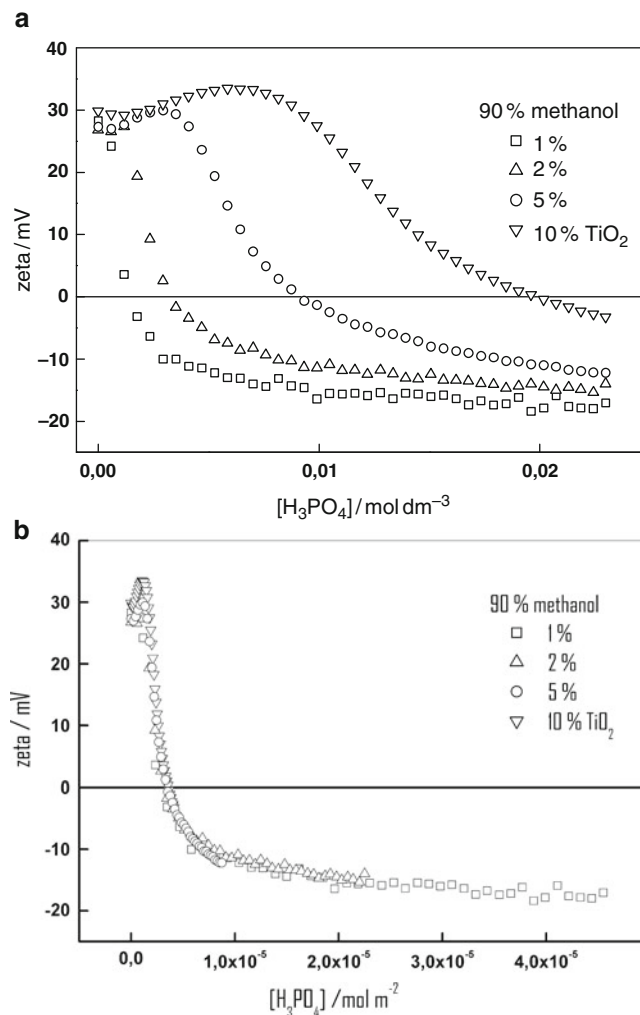 a
40
30
20
10
0
−10
−20
zeta / mV
90 % methanol
1 %
2 %
5 %
10 % TiO₂
0,00
0,01
0,02
[H₃PO₄] / mol dm⁻³
b
40
30
20
10
0
-10
-20
zeta / mV
90 % methanol
1 %
2 %
5 %
10 % TiO₂
0,0
1,0x10⁻⁵
2,0x10⁻⁵
3,0x10⁻⁵
4,0x10⁻⁵
[H₃PO₄] /mol m⁻²